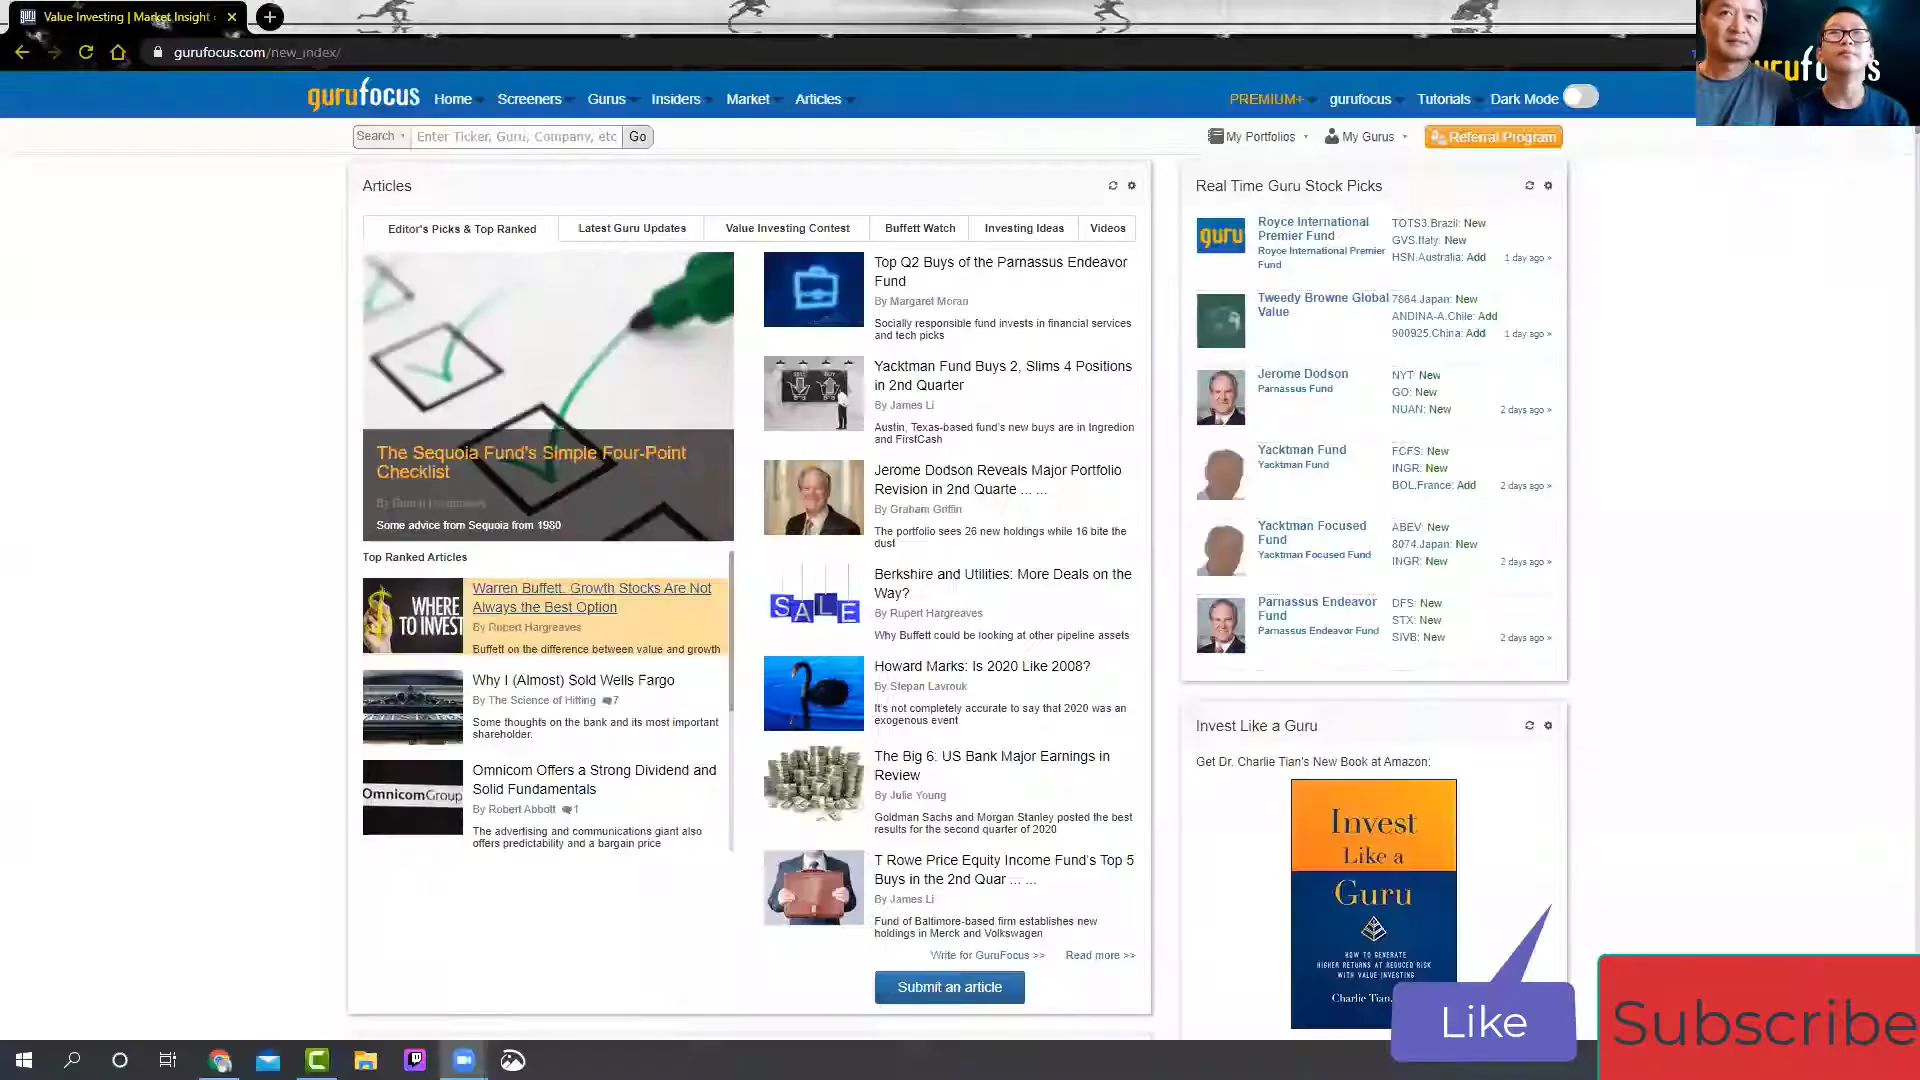 Value Investing | Market Insight
gurufocus.com/new_index/
gurufocus
Home
Screeners
Gurus
Insiders
Market
Articles
PREMIUM+
gurufocus
Tutorials
Dark Mode
Search
Enter Ticker, Guru, Company, etc
Go
My Portfolios
My Gurus
Referral Program
Articles
Editor's Picks & Top Ranked
Latest Guru Updates
Value Investing Contest
Buffett Watch
Investing Ideas
Videos
The Sequoia Fund's Simple Four-Point
Checklist
Some advice from Sequoia from 1980
Top Ranked Articles
WHERE
TO INVEST
Warren Buffett: Growth Stocks Are Not
Always the Best Option
By Rupert Hargreaves
Buffett on the difference between value and growth
Why I (Almost) Sold Wells Fargo
By The Science of Hitting 7
Some thoughts on the bank and its most important
shareholder.
OmnicomGroup
Omnicom Offers a Strong Dividend and
Solid Fundamentals
By Robert Abbott 1
The advertising and communications giant also
offers predictability and a bargain price
Top Q2 Buys of the Parnassus Endeavor
Fund
By Margaret Moran
Socially responsible fund invests in financial services
and tech picks
Yacktman Fund Buys 2, Slims 4 Positions
in 2nd Quarter
By James Li
Austin, Texas-based fund's new buys are in Ingredion
and FirstCash
Jerome Dodson Reveals Major Portfolio
Revision in 2nd Quarte ... ...
By Graham Griffin
The portfolio sees 26 new holdings while 16 bite the
dust
SALE
Berkshire and Utilities: More Deals on the
Way?
By Rupert Hargreaves
Why Buffett could be looking at other pipeline assets
Howard Marks: Is 2020 Like 2008?
By Stepan Lavrouk
It's not completely accurate to say that 2020 was an
exogenous event
The Big 6: US Bank Major Earnings in
Review
By Julie Young
Goldman Sachs and Morgan Stanley posted the best
results for the second quarter of 2020
T Rowe Price Equity Income Fund's Top 5
Buys in the 2nd Quar ... ...
By James Li
Fund of Baltimore-based firm establishes new
holdings in Merck and Volkswagen
Write for GuruFocus >>
Read more >>
Submit an article
Real Time Guru Stock Picks
guru
Royce International
Premier Fund
Royce International Premier
Fund
TOTS3.Brazil: New
GVS.Italy: New
HSN.Australia: Add
1 day ago »
Tweedy Browne Global
Value
7864.Japan: New
ANDINA-A.Chile: Add
900925.China: Add
1 day ago »
Jerome Dodson
Parnassus Fund
NYT: New
GO: New
NUAN: New
2 days ago »
Yacktman Fund
Yacktman Fund
FCFS: New
INGR: New
BOL.France: Add
2 days ago »
Yacktman Focused
Fund
Yacktman Focused Fund
ABEV: New
8074.Japan: New
INGR: New
2 days ago »
Parnassus Endeavor
Fund
Parnassus Endeavor Fund
DFS: New
STX: New
SIVB: New
2 days ago »
Invest Like a Guru
Get Dr. Charlie Tian's New Book at Amazon:
Invest
Like a
Guru
HOW TO GENERATE
HIGHER RETURNS AT REDUCED RISK
WITH VALUE INVESTING
Charlie Tian,
Like
Subscribe